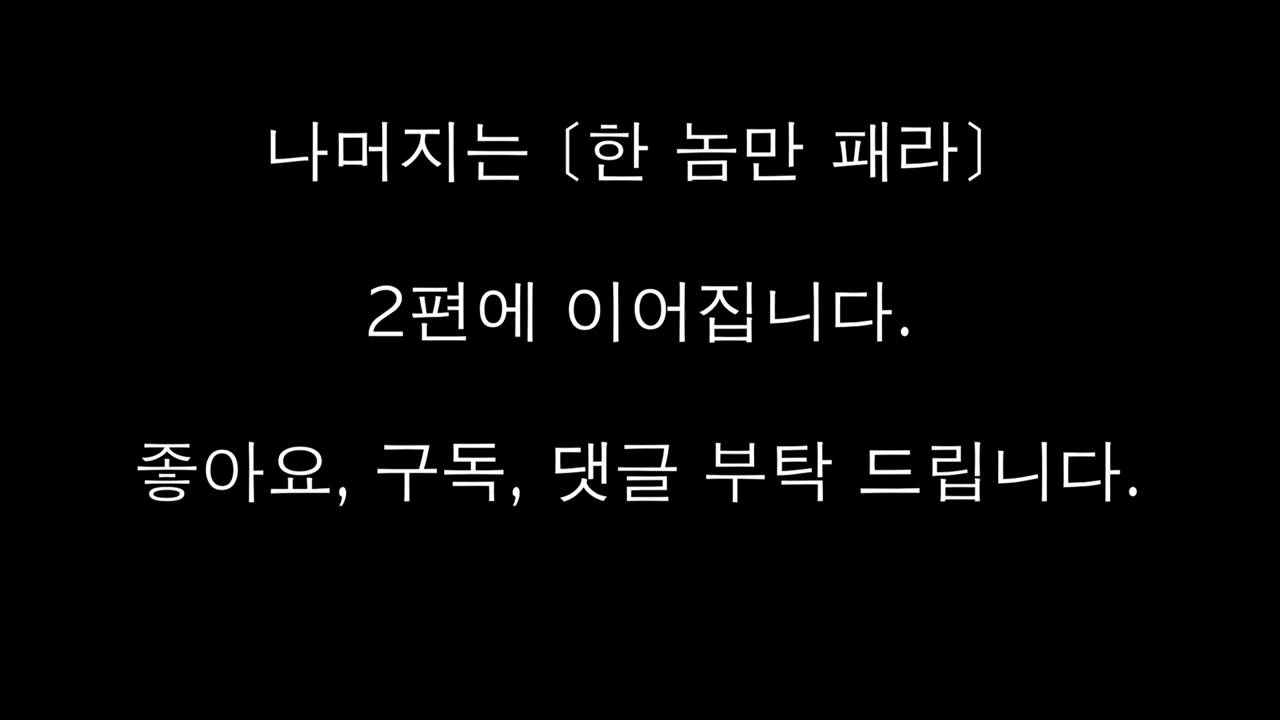 나머지는 〔한 놈만 패라〕
2편에 이어집니다.
좋아요, 구독, 댓글 부탁 드립니다.